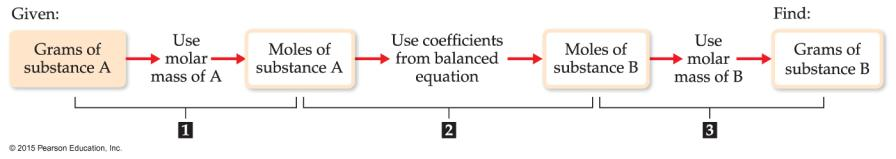 Given:
Find:
Grams of
substance A
Use
molar
mass of A
Moles of
substance A
Use coefficients
from balanced
equation
Moles of
substance B
Use
molar
mass of B
Grams of
substance B
1
2
3
© 2015 Pearson Education, Inc.